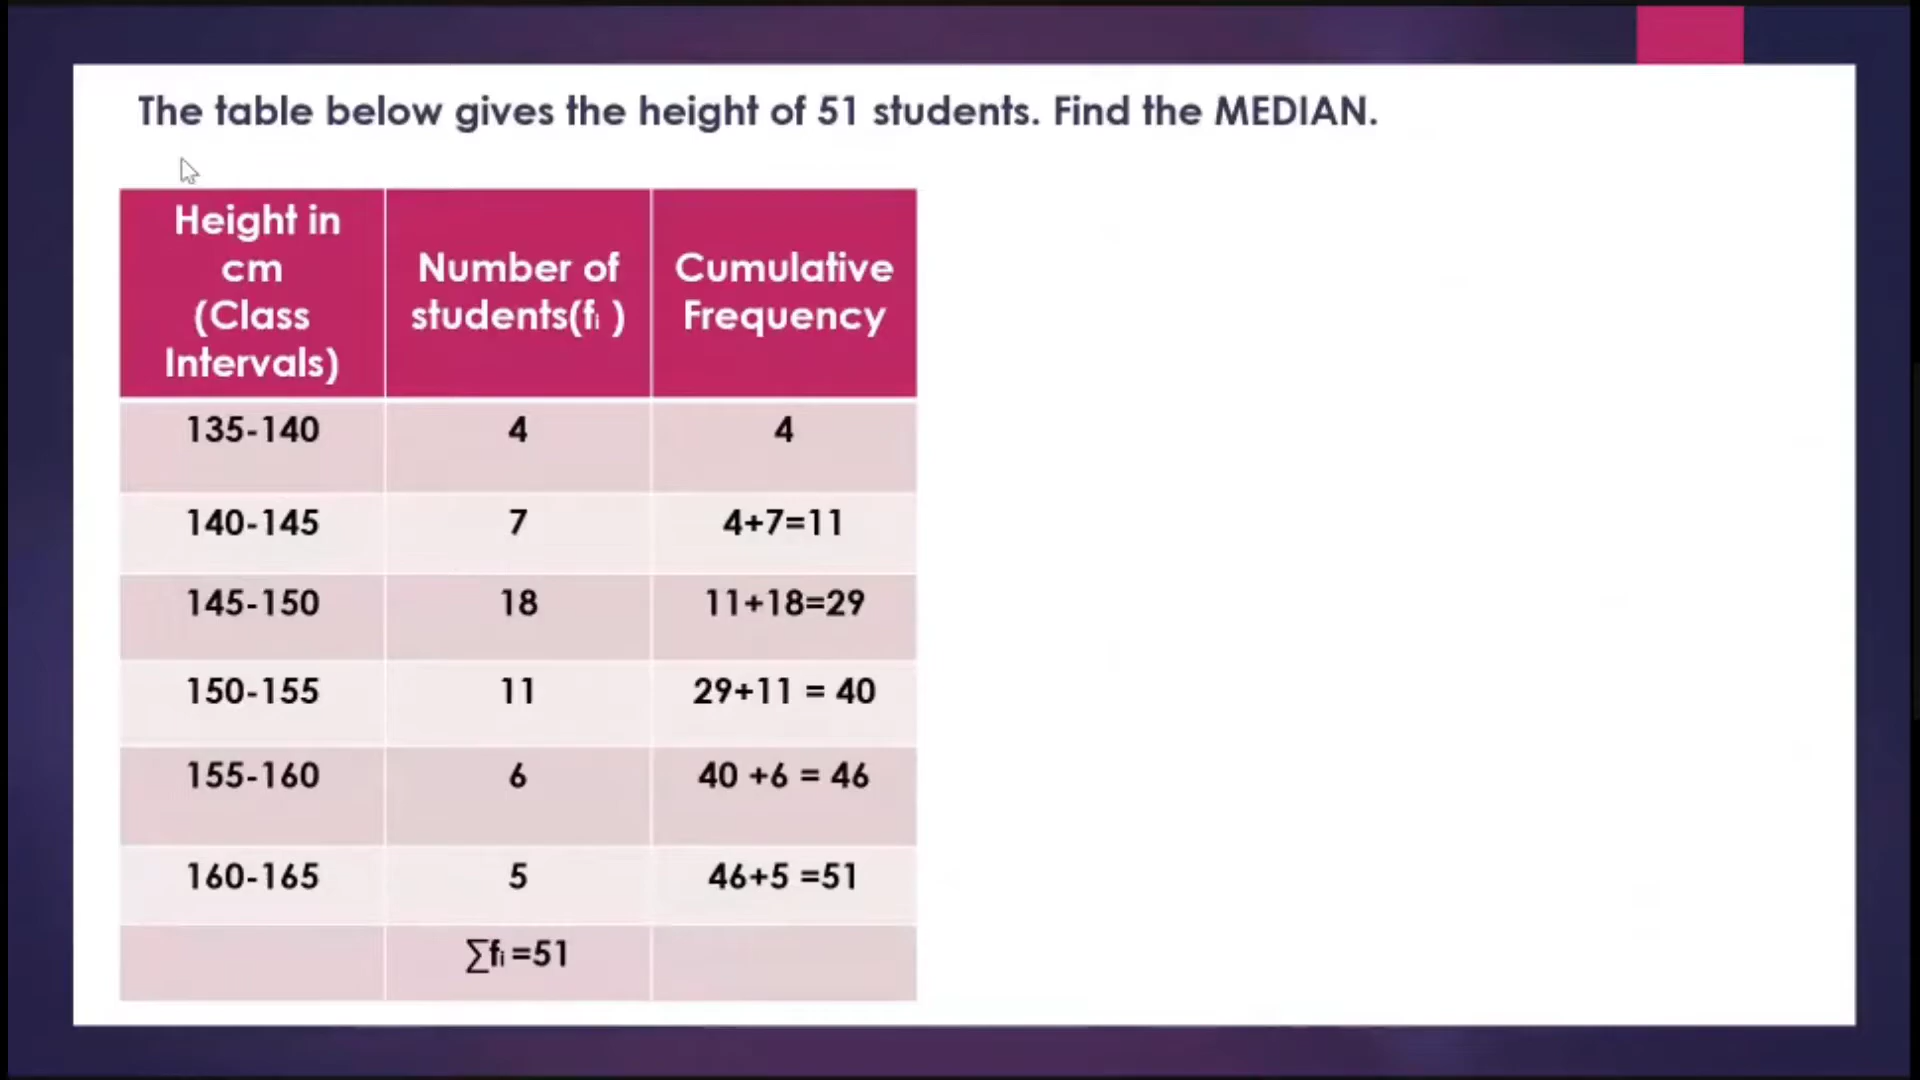 The table below gives the height of 51 students. Find the MEDIAN.
Height in
cm
(Class
Intervals)
Number of
students(fᵢ )
Cumulative
Frequency
135-140 4 4
140-145 7 4+7=11
145-150 18 11+18=29
150-155 11 29+11 = 40
155-160 6 40 +6 = 46
160-165 5 46+5 =51
∑fᵢ =51